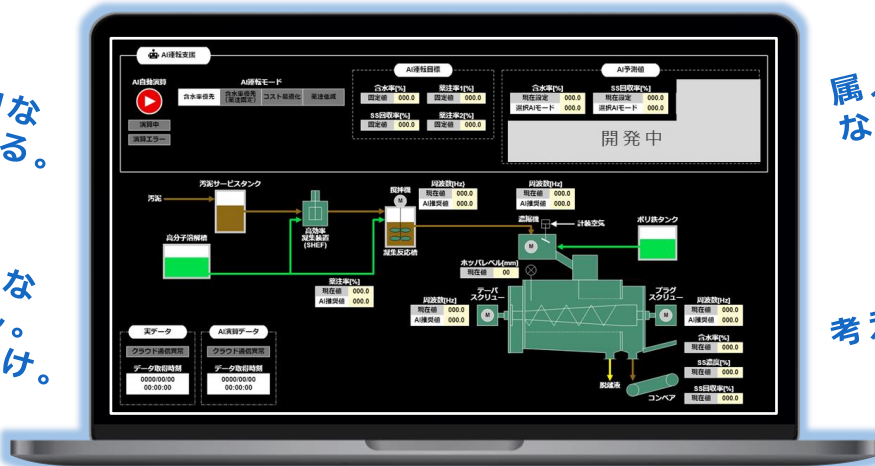 な
る。
な
。
け。
属
な
考
AI運転支援
AI自動演算
演算中
演算エラー
AI運転モード
含水率優先
含水率優先
(薬注固定)
コスト最適化
薬注低減
AI運転目標
含水率[%]
固定値 000.0
薬注率1[%]
固定値 000.0
SS回収率[%]
固定値 000.0
薬注率2[%]
固定値 000.0
AI予測値
含水率[%]
現在設定 000.0
選択AIモード 000.0
SS回収率[%]
現在設定 000.0
選択AIモード 000.0
開発中
汚泥サービスタンク
汚泥
高分子溶解槽
高効率
凝集装置
(SHEF)
薬注率[%]
現在値 000.0
AI推奨値 000.0
撹拌機
M
凝集反応槽
周波数[Hz]
現在値 000.0
AI推奨値 000.0
周波数[Hz]
現在値 000.0
AI推奨値 000.0
濃縮機
計装空気
M
ポリ鉄タンク
ホッパレベル(mm)
現在値 00
周波数[Hz]
現在値 000.0
AI推奨値 000.0
テーパ
スクリュー
M
プラグ
スクリュー
M
周波数[Hz]
現在値 000.0
AI推奨値 000.0
含水率[%]
現在値 000.0
SS濃度[%]
現在値 000.0
SS回収率[%]
現在値 000.0
脱離液
コンベア
実データ
クラウド通信異常
データ取得時刻
0000/00/00
00:00:00
AI演算データ
クラウド通信異常
データ取得時刻
0000/00/00
00:00:00